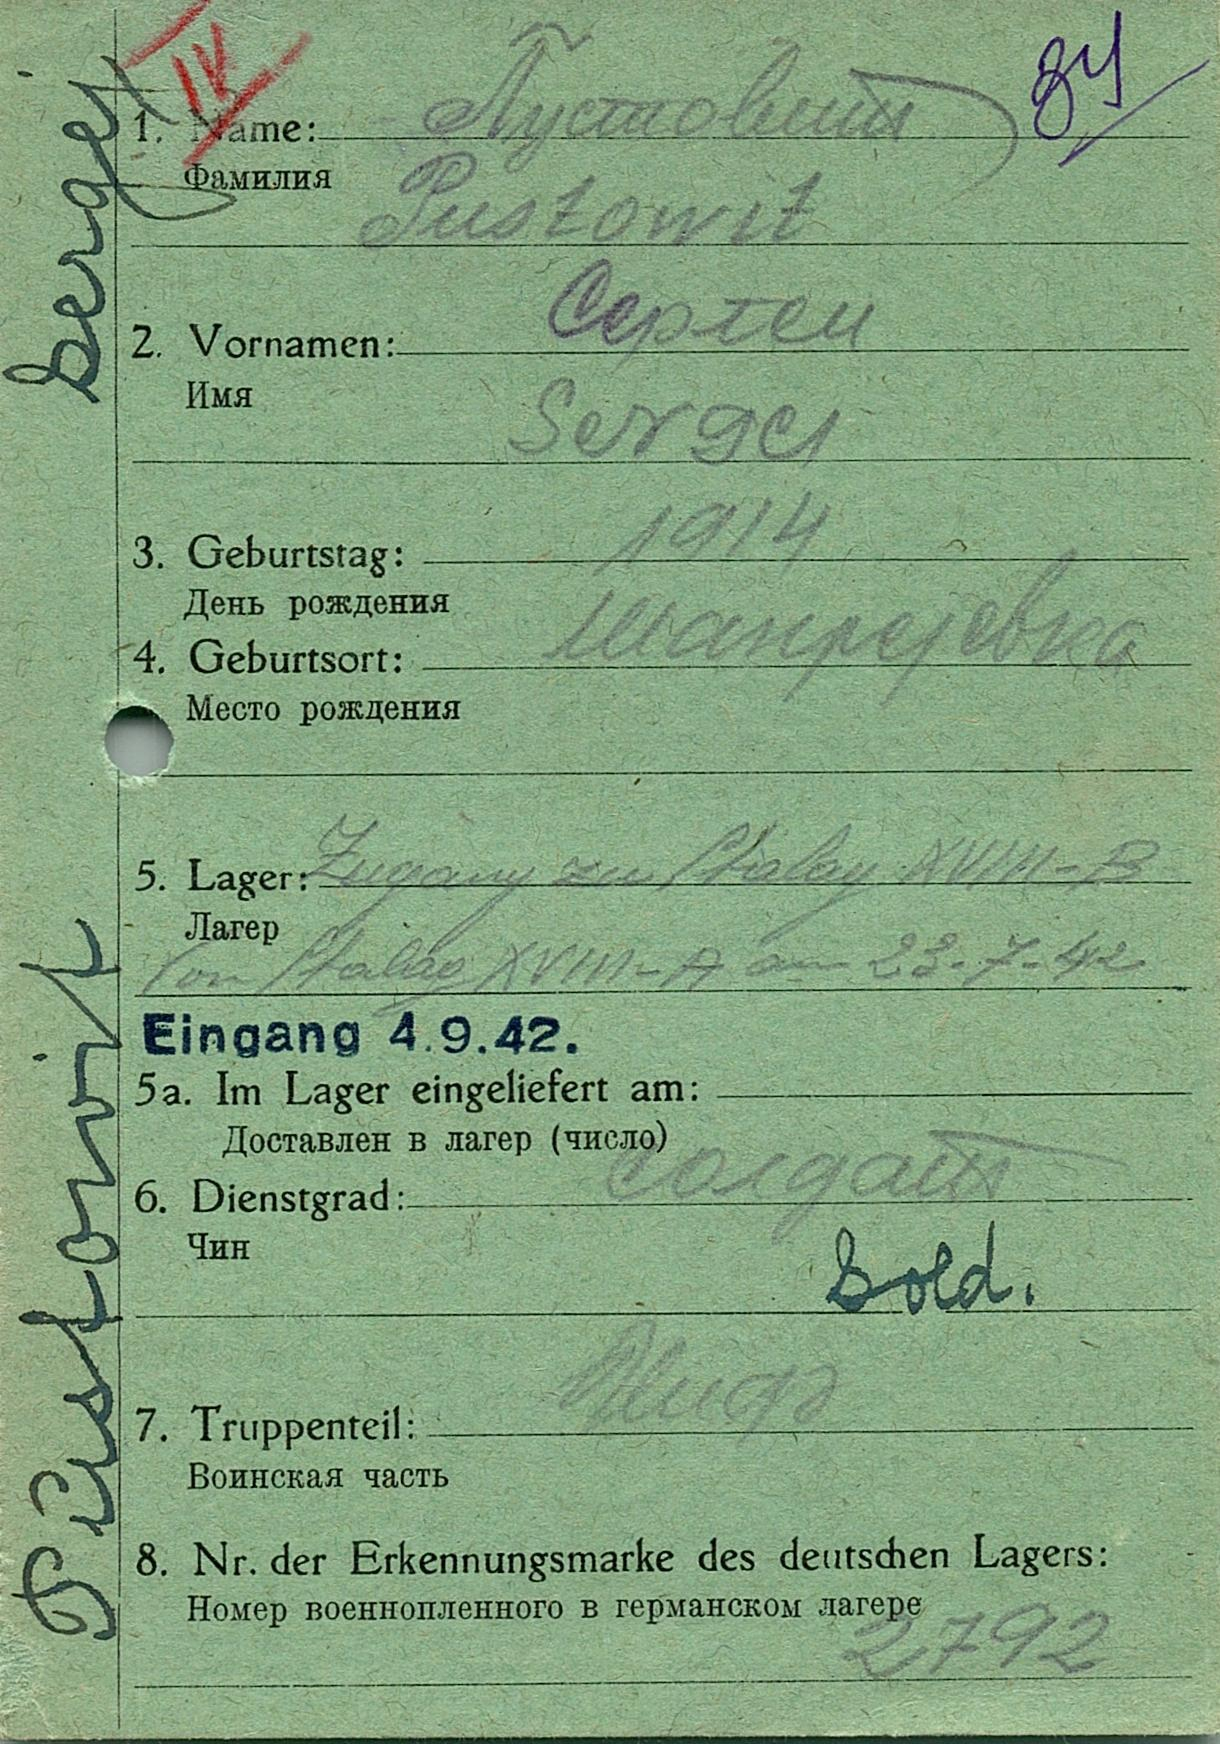 IV
84
1. Name: Пустовит
Фамилия
Pustowit
2. Vornamen: Сергеи
Имя
Sergei
3. Geburtstag: 1914
День рождения
4. Geburtsort:
Место рождения
5. Lager: Zugang zu Stalag XVIII-B
Лагер
Von Stalag XVIII-A am 23.7.42
Eingang 4.9.42.
5a. Im Lager eingeliefert am:
Доставлен в лагер (число)
6. Dienstgrad: солдат
Чин
Sold.
7. Truppenteil:
Воинская часть
8. Nr. der Erkennungsmarke des deutschen Lagers:
Номер военнопленного в германском лагере
2792
Pustowit Sergej